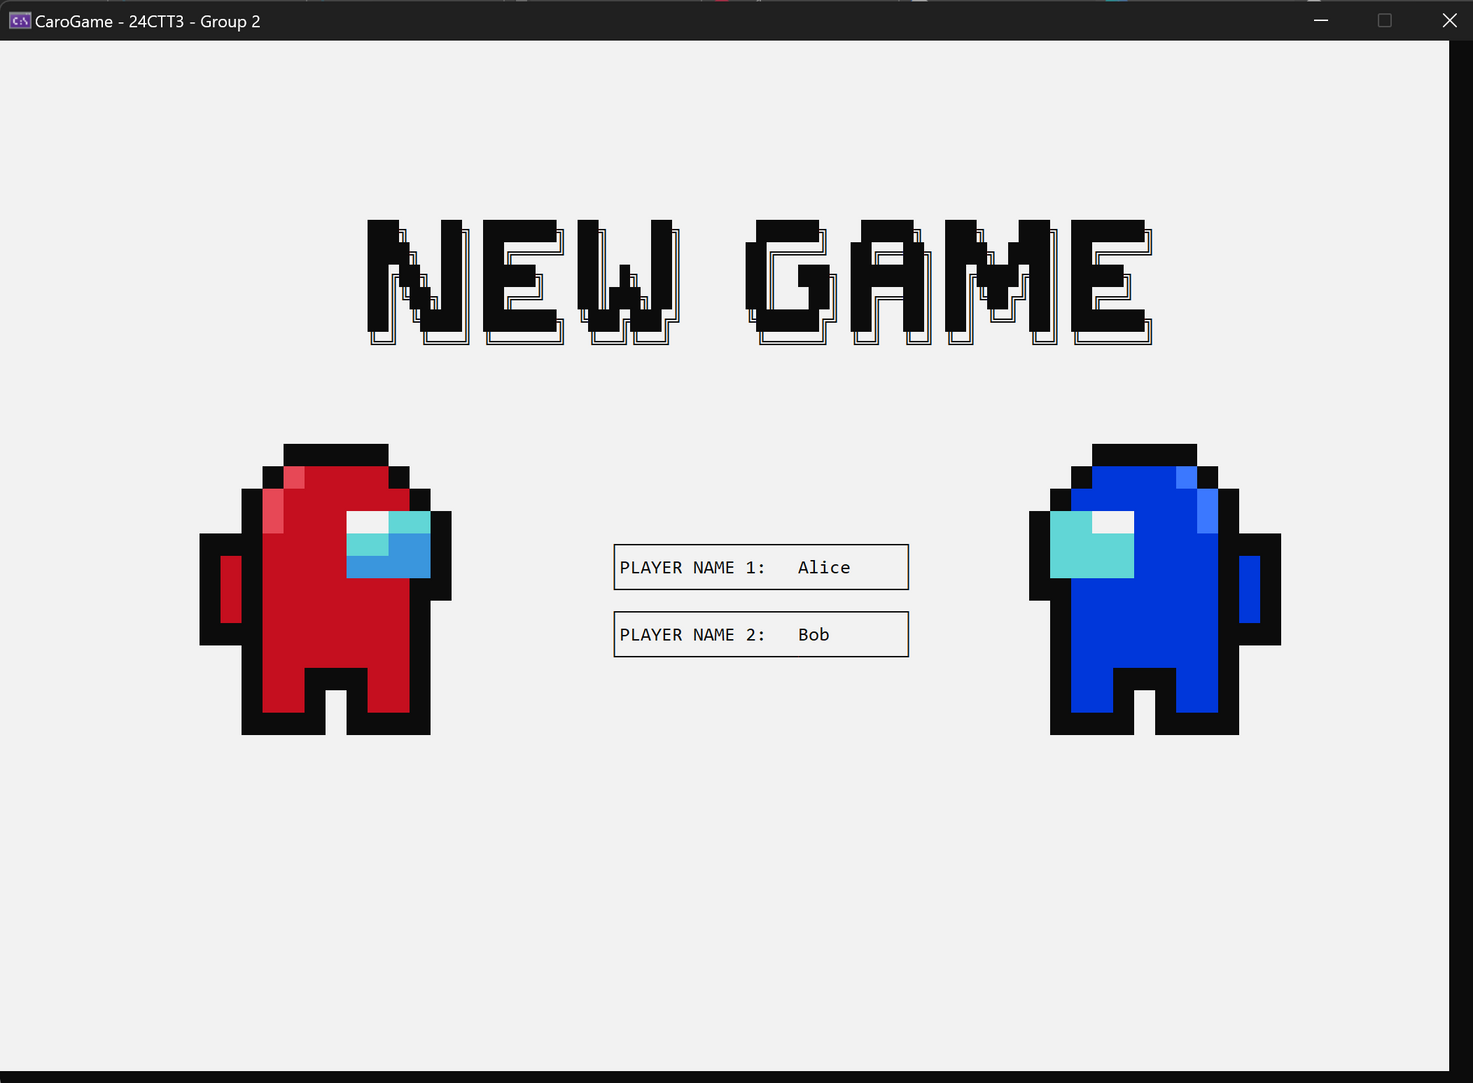 CaroGame - 24CTT3 - Group 2
NEW GAME
PLAYER NAME 1: Alice
PLAYER NAME 2: Bob